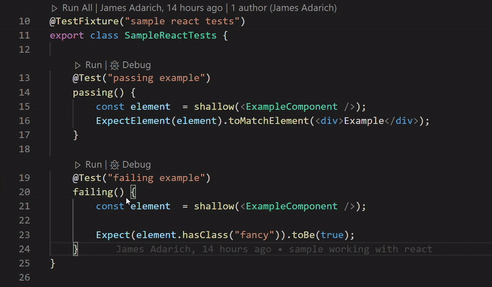 ▷ Run All | James Adarich, 14 hours ago | 1 author (James Adarich)
10 @TestFixture("sample react tests")
11 export class SampleReactTests {
12
▷ Run | Debug
13 @Test("passing example")
14 passing() {
15 const element = shallow(<ExampleComponent />);
16 ExpectElement(element).toMatchElement(<div>Example</div>);
17 }
18
▷ Run | Debug
19 @Test("failing example")
20 failing() {
21 const element = shallow(<ExampleComponent />);
22
23 Expect(element.hasClass("fancy")).toBe(true);
24 } James Adarich, 14 hours ago • sample working with react
25 }
26